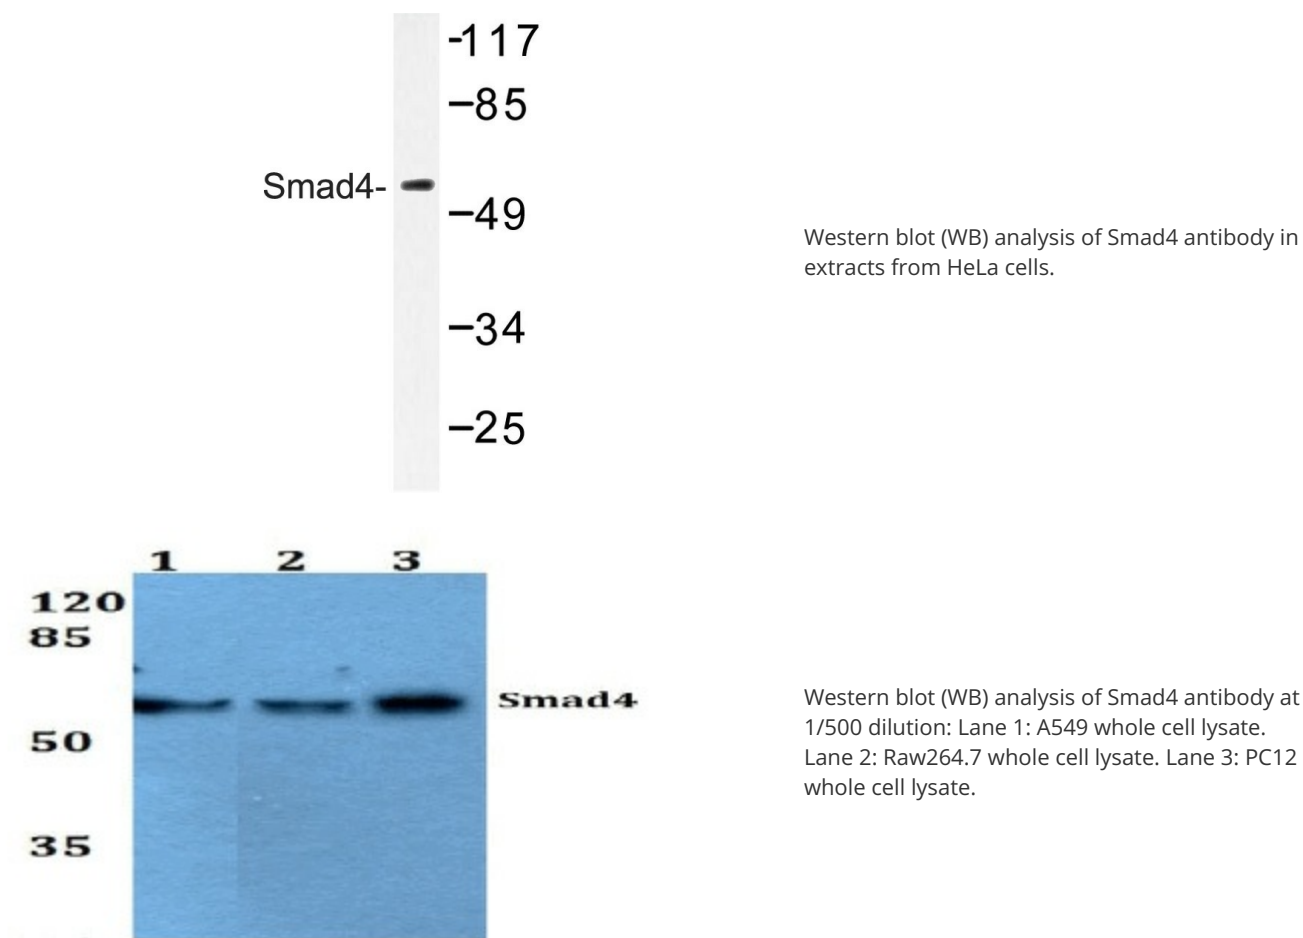 -117
-85
Smad4-
-49
Western blot (WB) analysis of Smad4 antibody in
extracts from HeLa cells.
-34
-25
1 2 3
120
85
Smad4
Western blot (WB) analysis of Smad4 antibody at
1/500 dilution: Lane 1: A549 whole cell lysate.
Lane 2: Raw264.7 whole cell lysate. Lane 3: PC12
whole cell lysate.
50
35